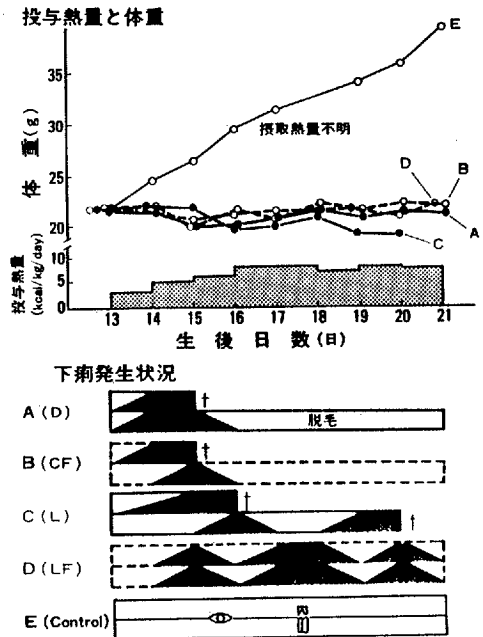 投与熱量と体重
E
35
30
25
20
体 重(g)
摂取熱量不明
D
B
A
C
10
5
0
投与熱量
(kcal/kg/day)
13 14 15 16 17 18 19 20 21
生 後 日 数(日)
下痢発生状況
A(D)
†
脱毛
B(CF)
†
C(L)
†
†
D(LF)
E(Control)